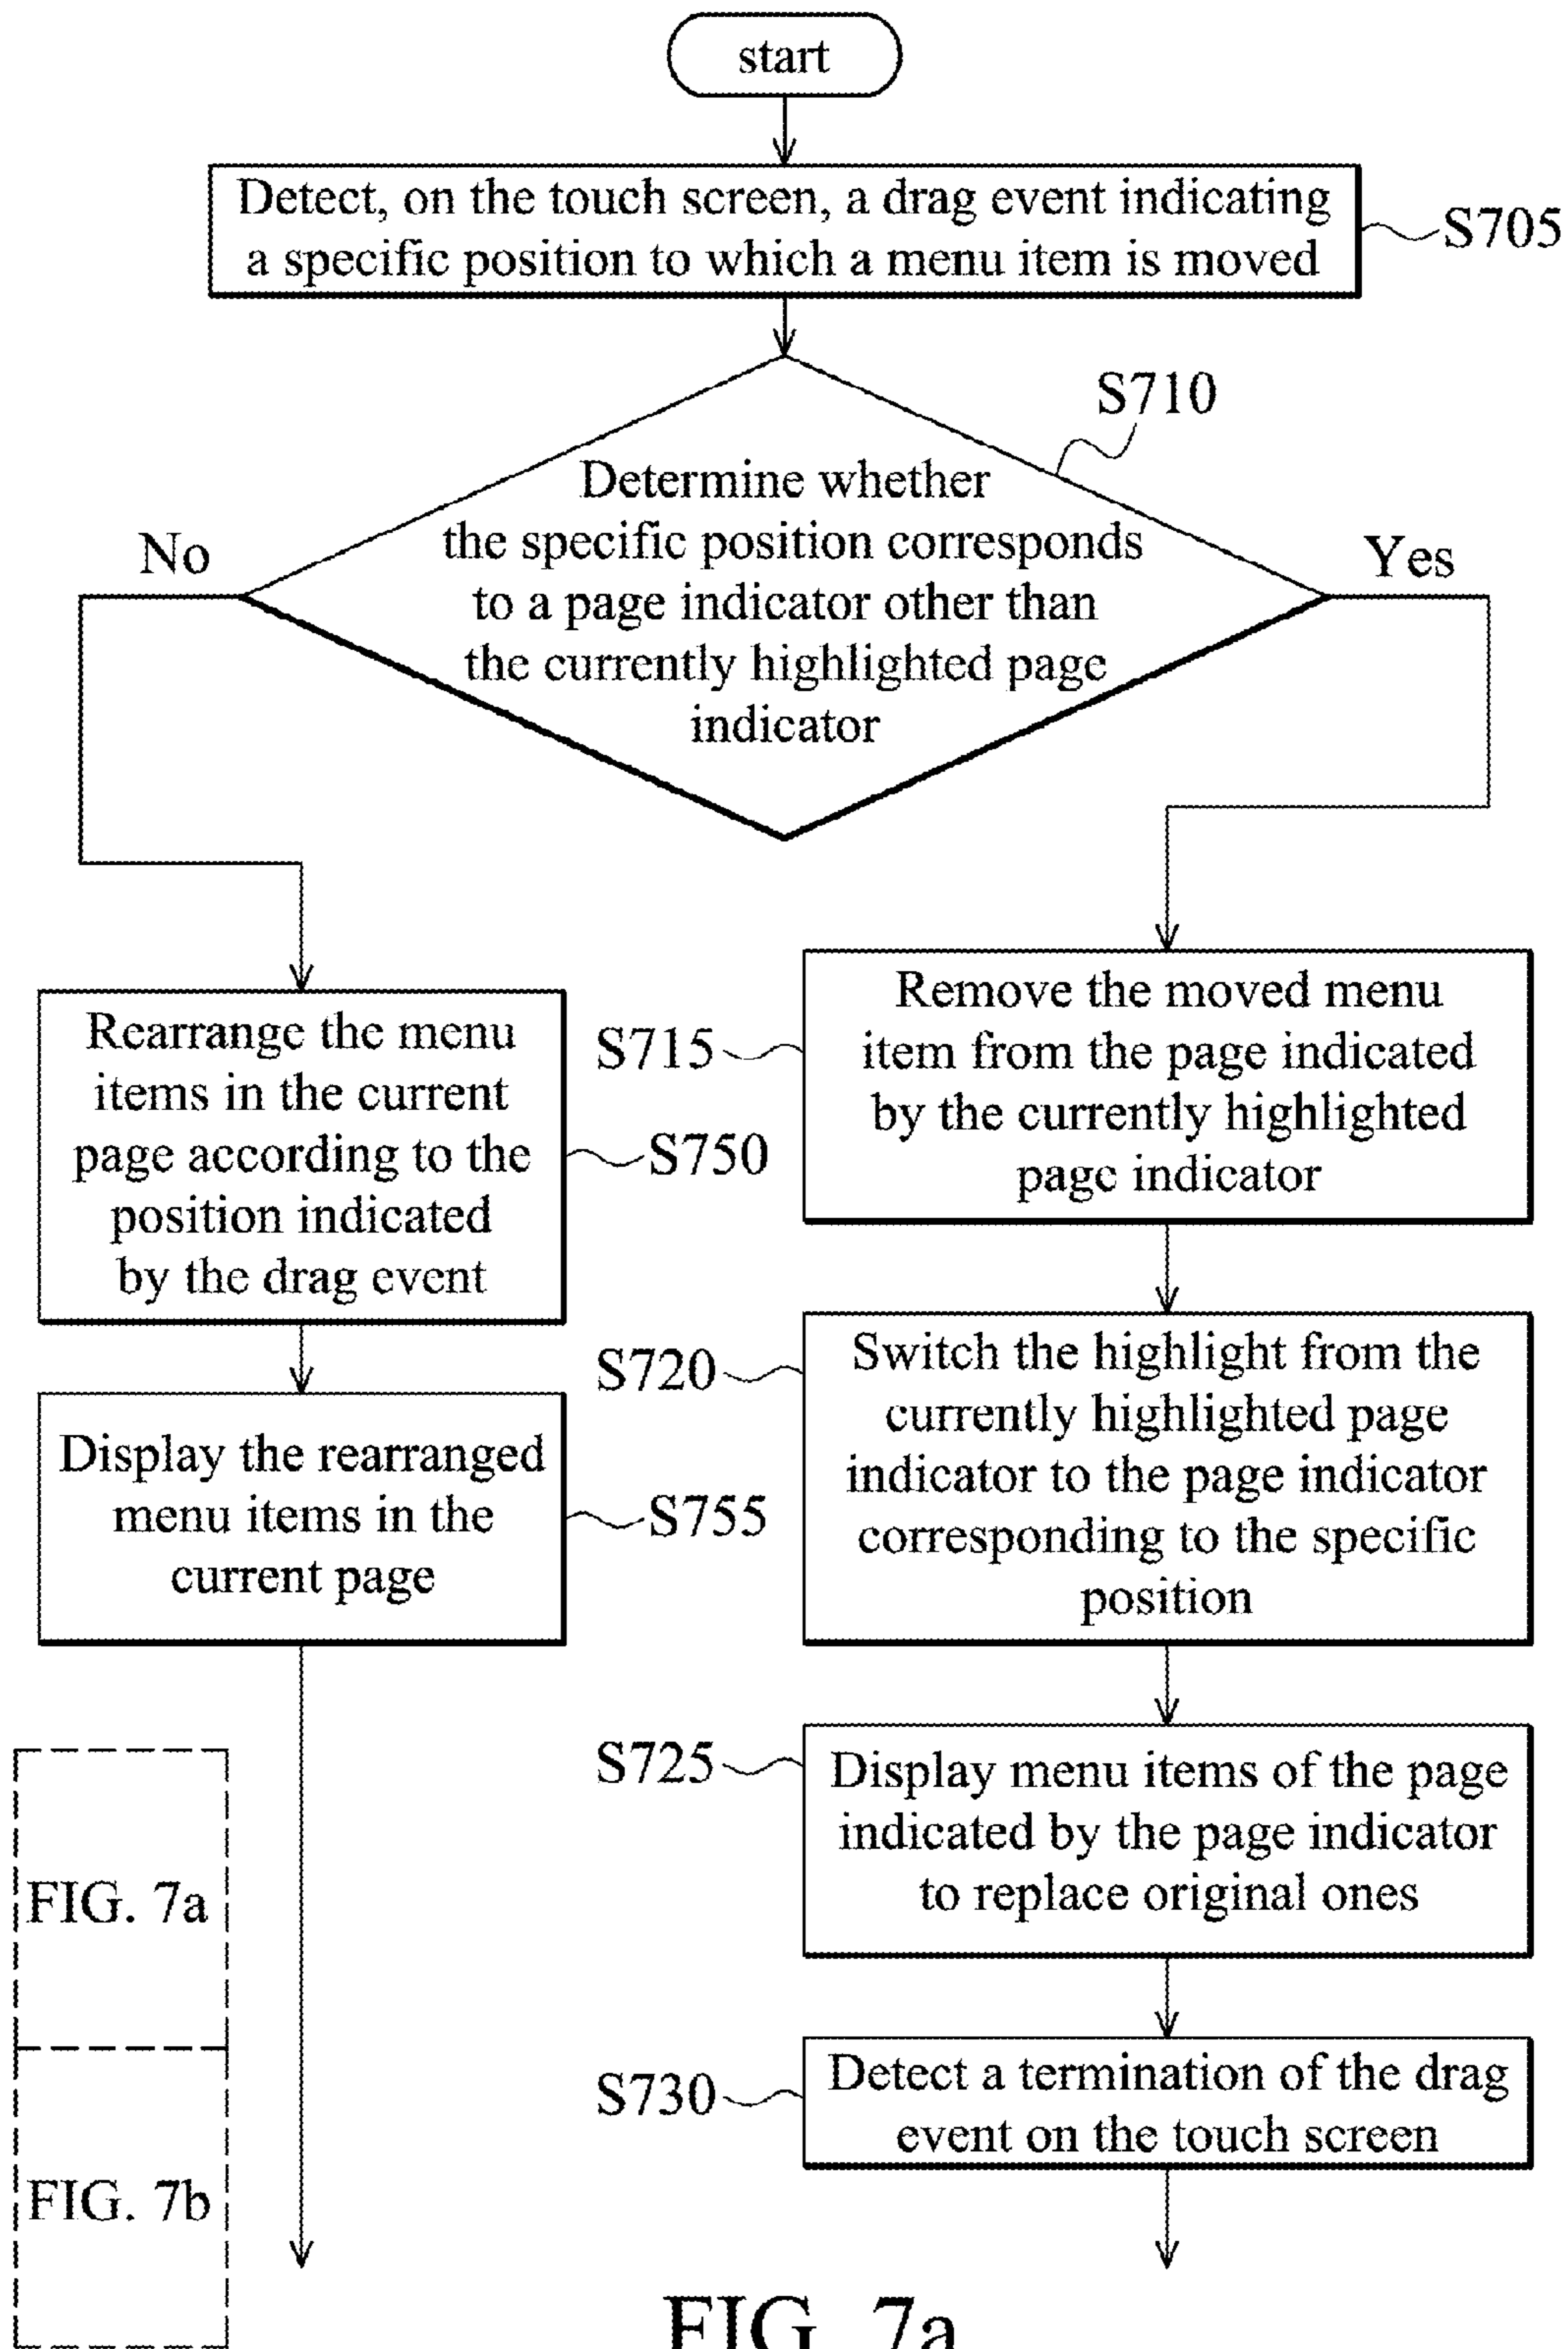 start
Detect, on the touch screen, a drag event indicating
a specific position to which a menu item is moved
S705
S710
Determine whether
the specific position corresponds
to a page indicator other than
the currently highlighted page
indicator
No
Yes
Rearrange the menu
items in the current
page according to the
position indicated
by the drag event
S750
Display the rearranged
menu items in the
current page
S755
S715
Remove the moved menu
item from the page indicated
by the currently highlighted
page indicator
S720
Switch the highlight from the
currently highlighted page
indicator to the page indicator
corresponding to the specific
position
S725
Display menu items of the page
indicated by the page indicator
to replace original ones
S730
Detect a termination of the drag
event on the touch screen
FIG. 7a
FIG. 7b
FIG. 7a